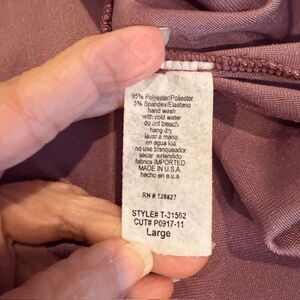 95% Polyester/Poliester
5% Spandex/Elastano
hand wash
with cold water
do not bleach
hang dry
lavar a mano
en agua kid
no use blanqueador
secar extendido
fabrics IMPORTED
MADE IN U.S.A.
hecho en e.u.a
RN # 128827
STYLE# T-31502
CUT# P0917-11
Large